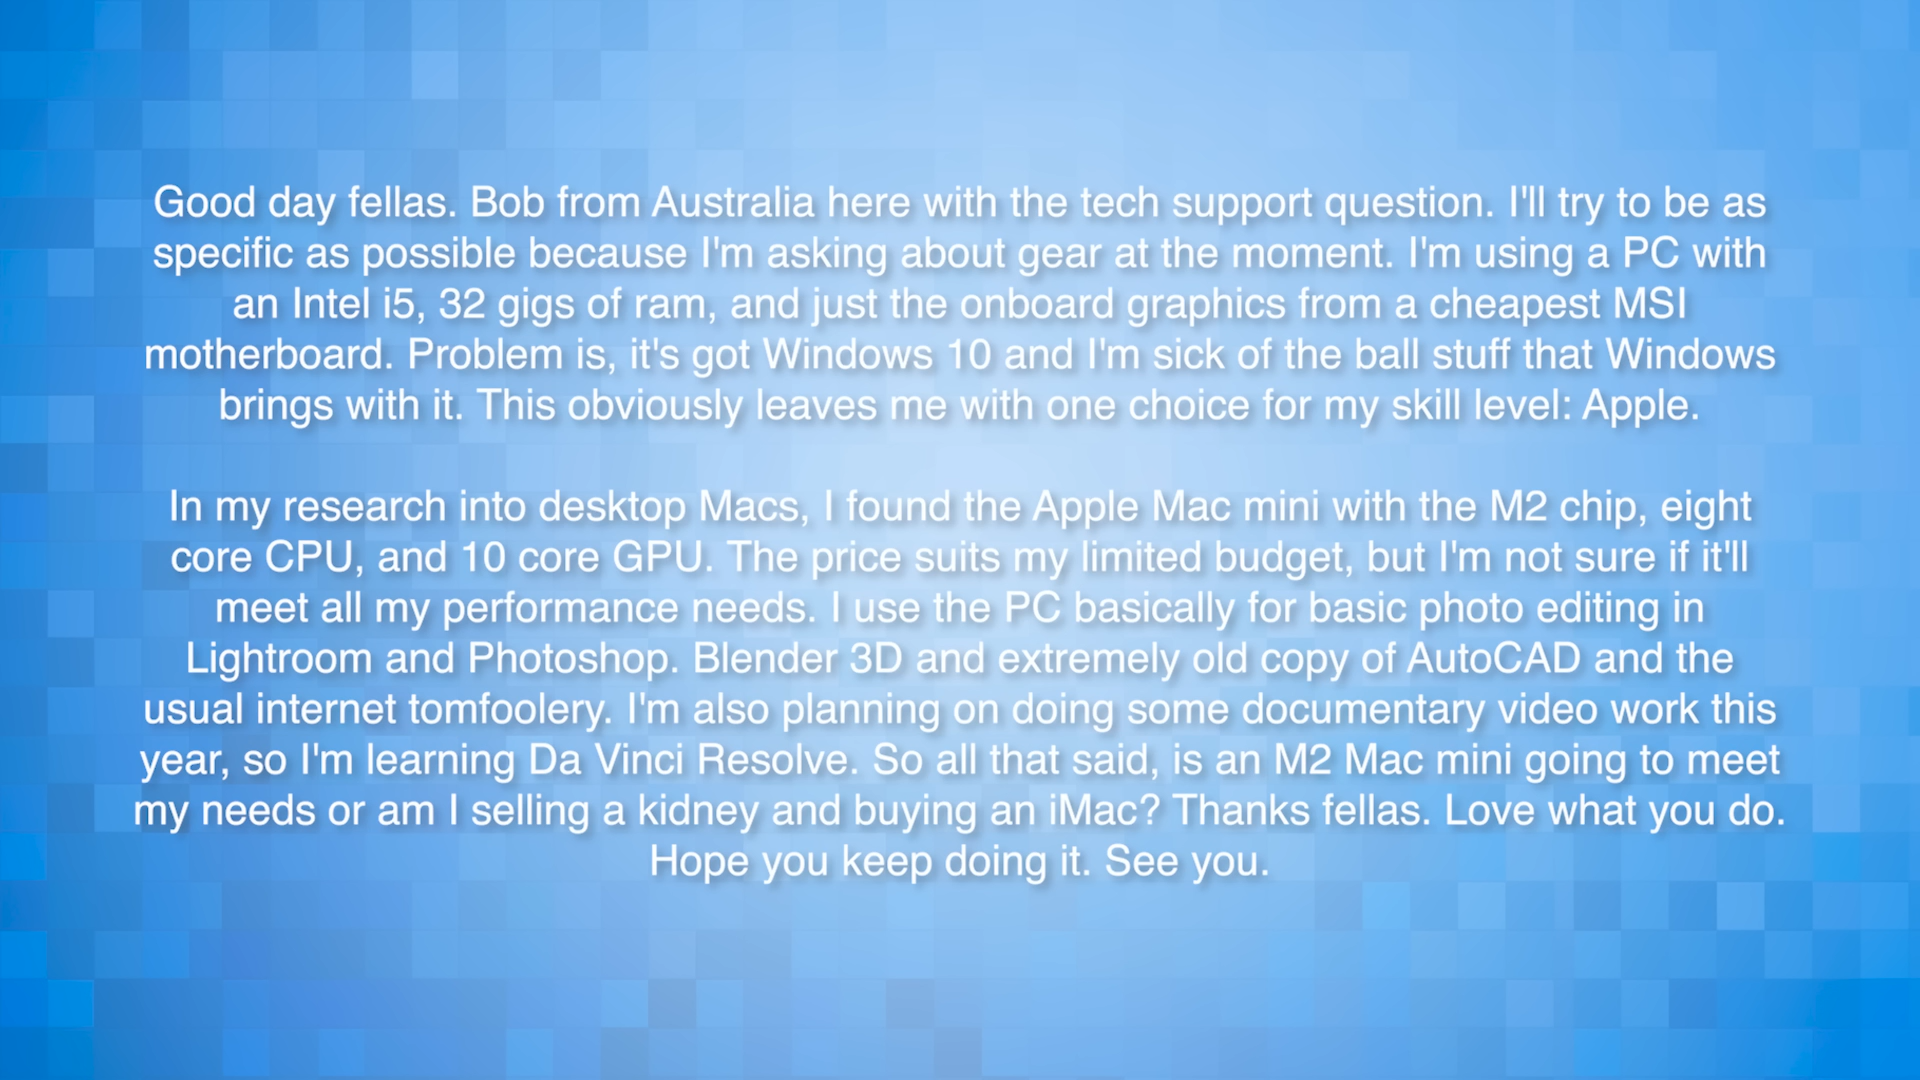 Good day fellas. Bob from Australia here with the tech support question. I'll try to be as
specific as possible because I'm asking about gear at the moment. I'm using a PC with
an Intel i5, 32 gigs of ram, and just the onboard graphics from a cheapest MSI
motherboard. Problem is, it's got Windows 10 and I'm sick of the ball stuff that Windows
brings with it. This obviously leaves me with one choice for my skill level: Apple.
In my research into desktop Macs, I found the Apple Mac mini with the M2 chip, eight
core CPU, and 10 core GPU. The price suits my limited budget, but I'm not sure if it'll
meet all my performance needs. I use the PC basically for basic photo editing in
Lightroom and Photoshop. Blender 3D and extremely old copy of AutoCAD and the
usual internet tomfoolery. I'm also planning on doing some documentary video work this
year, so I'm learning Da Vinci Resolve. So all that said, is an M2 Mac mini going to meet
my needs or am I selling a kidney and buying an iMac? Thanks fellas. Love what you do.
Hope you keep doing it. See you.